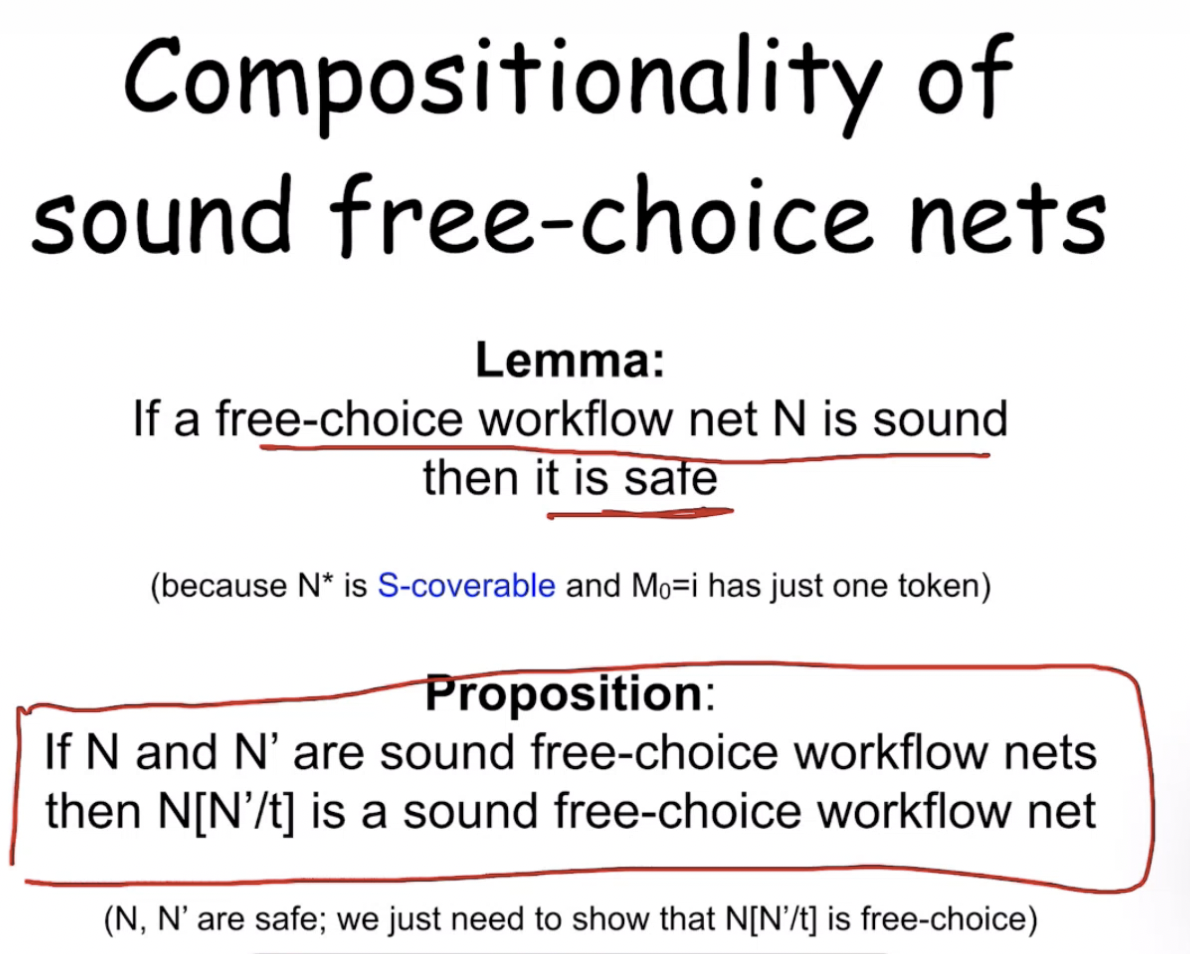 Compositionality of
sound free-choice nets
Lemma:
If a free-choice workflow net N is sound
then it is safe
(because N* is S-coverable and M₀=i has just one token)
Proposition:
If N and N’ are sound free-choice workflow nets
then N[N’/t] is a sound free-choice workflow net
(N, N’ are safe; we just need to show that N[N’/t] is free-choice)